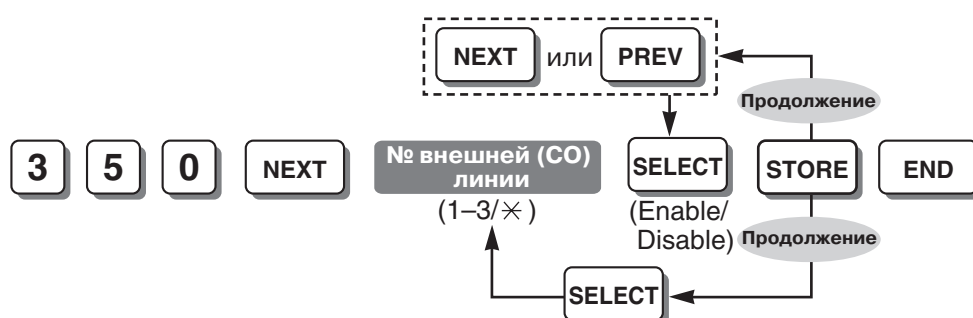 NEXT или PREV
Продолжение
3 5 0 NEXT № внешней (CO) линии SELECT STORE END
(1–3/✳)
(Enable/
Disable)
Продолжение
SELECT